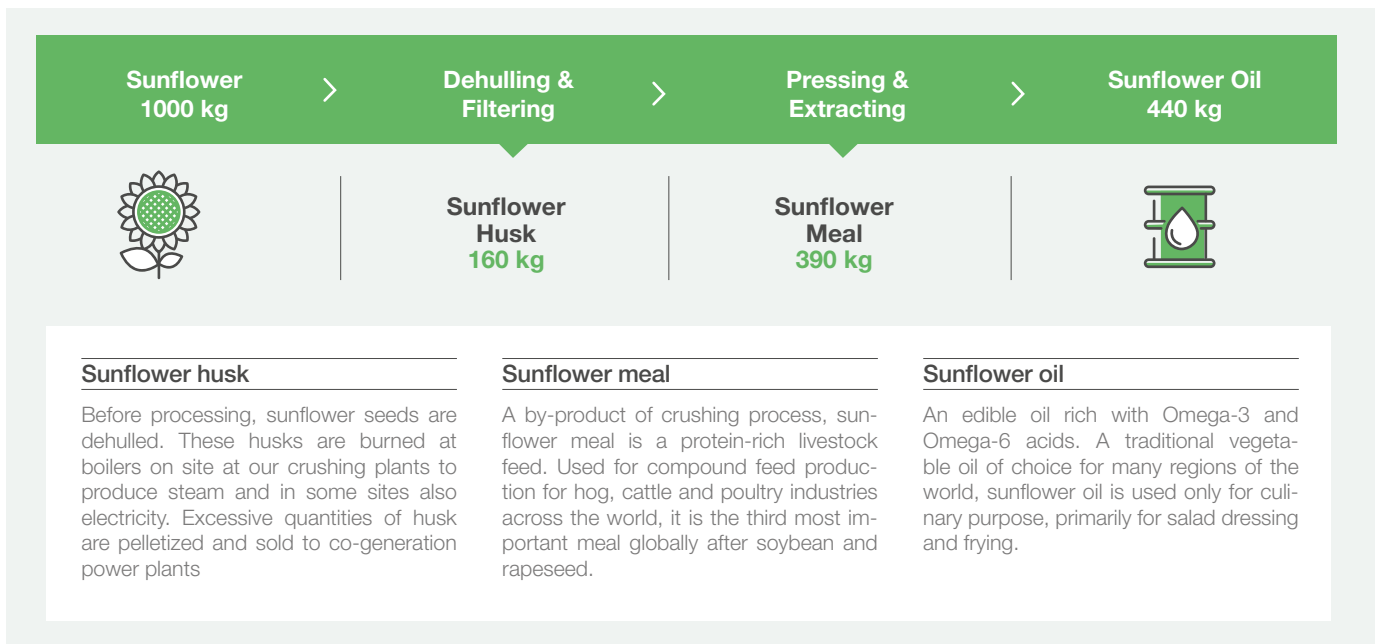 Sunflower
1000 kg
Dehulling &
Filtering
Pressing &
Extracting
Sunflower Oil
440 kg
Sunflower
Husk
160 kg
Sunflower
Meal
390 kg
Sunflower husk
Before processing, sunflower seeds are
dehulled. These husks are burned at
boilers on site at our crushing plants to
produce steam and in some sites also
electricity. Excessive quantities of husk
are pelletized and sold to co-generation
power plants
Sunflower meal
A by-product of crushing process, sun-
flower meal is a protein-rich livestock
feed. Used for compound feed produc-
tion for hog, cattle and poultry industries
across the world, it is the third most im-
portant meal globally after soybean and
rapeseed.
Sunflower oil
An edible oil rich with Omega-3 and
Omega-6 acids. A traditional vegeta-
ble oil of choice for many regions of the
world, sunflower oil is used only for culi-
nary purpose, primarily for salad dressing
and frying.